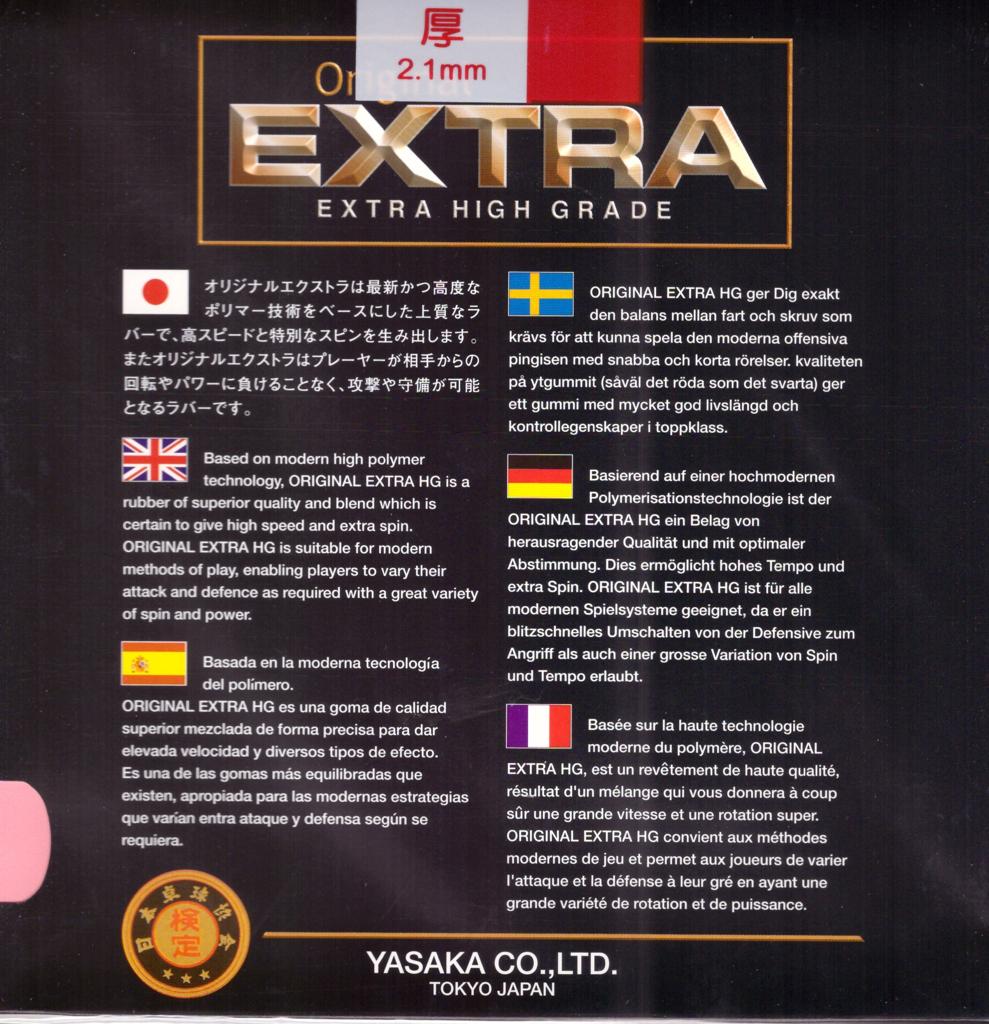 厚
2.1mm
Original
EXTRA
EXTRA HIGH GRADE
オリジナルエクストラは最新かつ高度な
ポリマー技術をベースにした上質なラ
バーで、高スピードと特別なスピンを生み出します。
またオリジナルエクストラはプレーヤーが相手からの
回転やパワーに負けることなく、攻撃や守備が可能
となるラバーです。
Based on modern high polymer
technology, ORIGINAL EXTRA HG is a
rubber of superior quality and blend which is
certain to give high speed and extra spin.
ORIGINAL EXTRA HG is suitable for modern
methods of play, enabling players to vary their
attack and defence as required with a great variety
of spin and power.
Basada en la moderna tecnología
del polímero.
ORIGINAL EXTRA HG es una goma de calidad
superior mezclada de forma precisa para dar
elevada velocidad y diversos tipos de efecto.
Es una de las gomas más equilibradas que
existen, apropiada para las modernas estrategias
que varían entra ataque y defensa según se
requiera.
ORIGINAL EXTRA HG ger Dig exakt
den balans mellan fart och skruv som
krävs för att kunna spela den moderna offensiva
pingisen med snabba och korta rörelser. kvaliteten
på ytgummit (såväl det röda som det svarta) ger
ett gummi med mycket god livslängd och
kontrollegenskaper i toppklass.
Basierend auf einer hochmodernen
Polymerisationstechnologie ist der
ORIGINAL EXTRA HG ein Belag von
herausragender Qualität und mit optimaler
Abstimmung. Dies ermöglicht hohes Tempo und
extra Spin. ORIGINAL EXTRA HG ist für alle
modernen Spielsysteme geeignet, da er ein
blitzschnelles Umschalten von der Defensive zum
Angriff als auch einer grosse Variation von Spin
und Tempo erlaubt.
Basée sur la haute technologie
moderne du polymère, ORIGINAL
EXTRA HG, est un revêtement de haute qualité,
résultat d'un mélange qui vous donnera à coup
sûr une grande vitesse et une rotation super.
ORIGINAL EXTRA HG convient aux méthodes
modernes de jeu et permet aux joueurs de varier
l'attaque et la défense à leur gré en ayant une
grande variété de rotation et de puissance.
日本卓球協会
検
定
YASAKA CO.,LTD.
TOKYO JAPAN